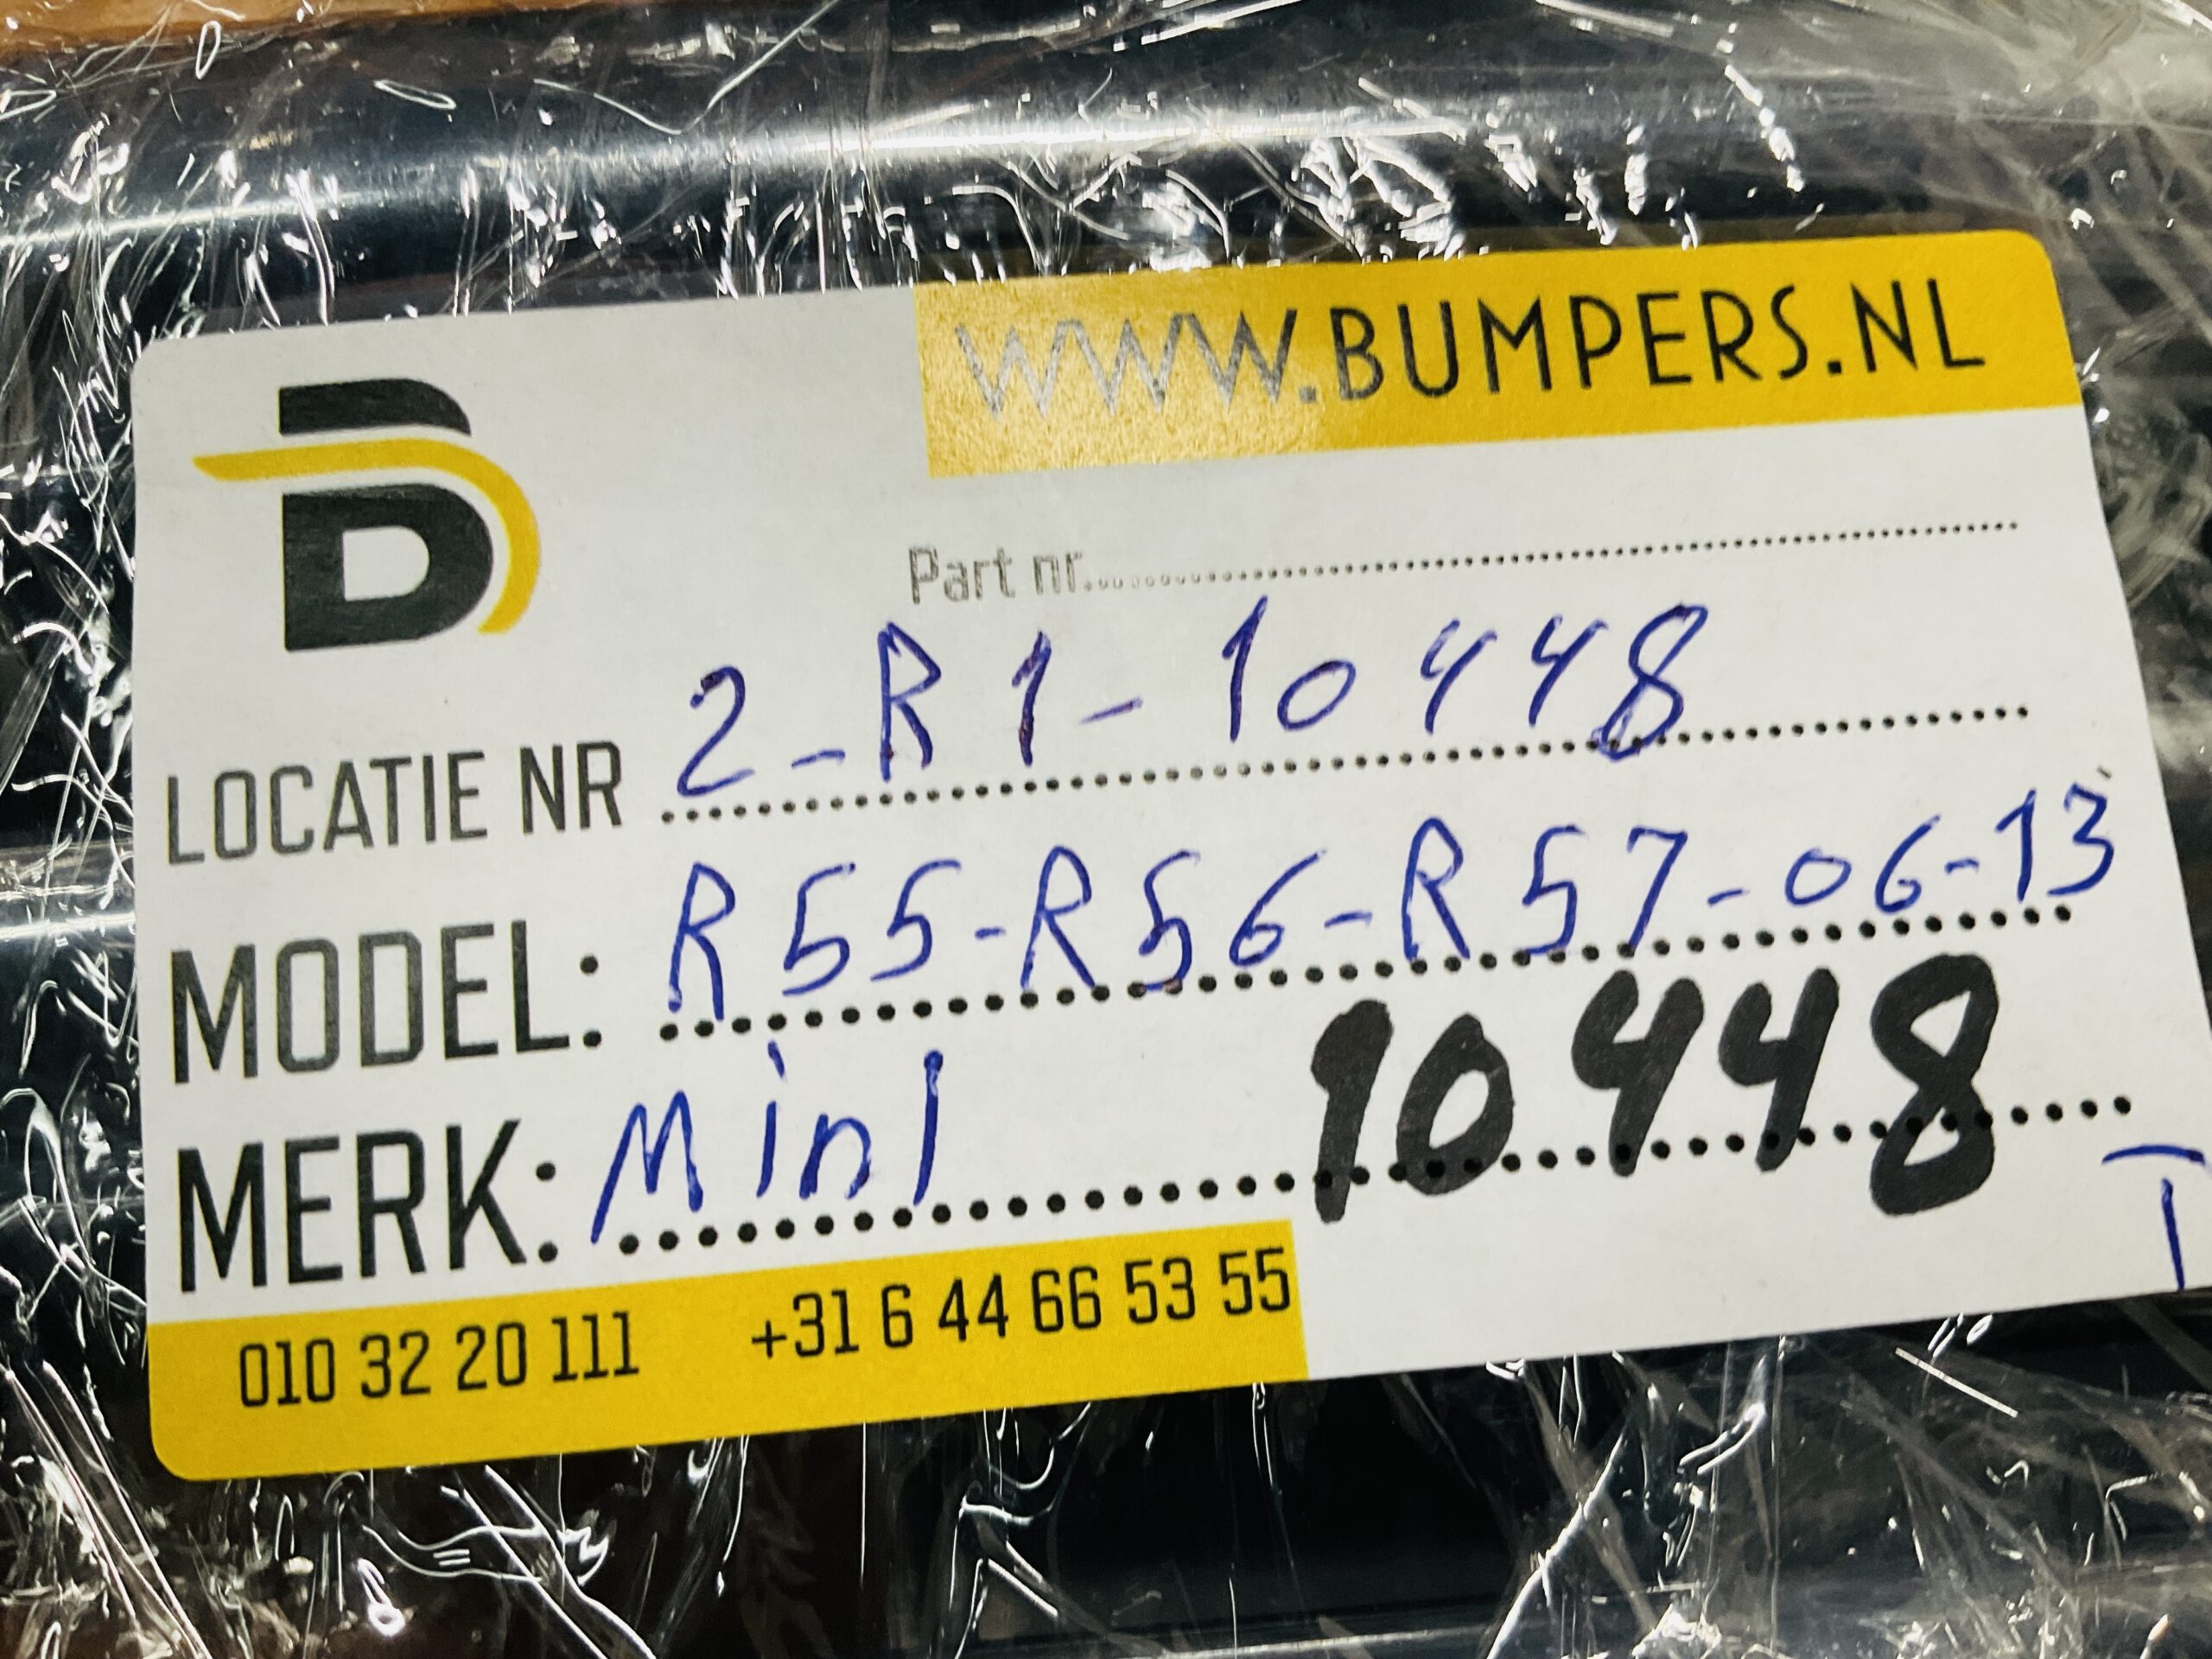 WWW.BUMPERS.NL
Part nr.
LOCATIE NR 2-R1-10448
MODEL: R55-R56-R57-06-13
MERK: Mini 10448
T
010 32 20 111 +31 6 44 66 53 55